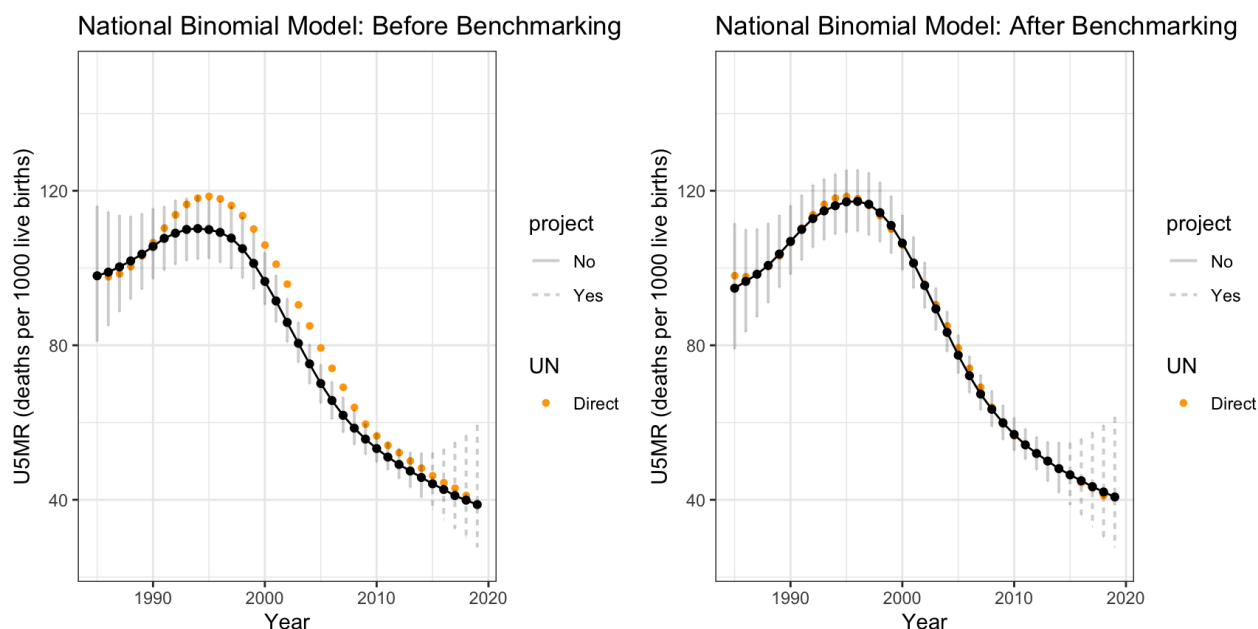 National Binomial Model: Before Benchmarking
U5MR (deaths per 1000 live births)
120
80
40
1990
2000
2010
2020
Year
project
No
Yes
UN
Direct
National Binomial Model: After Benchmarking
U5MR (deaths per 1000 live births)
120
80
40
1990
2000
2010
2020
Year
project
No
Yes
UN
Direct